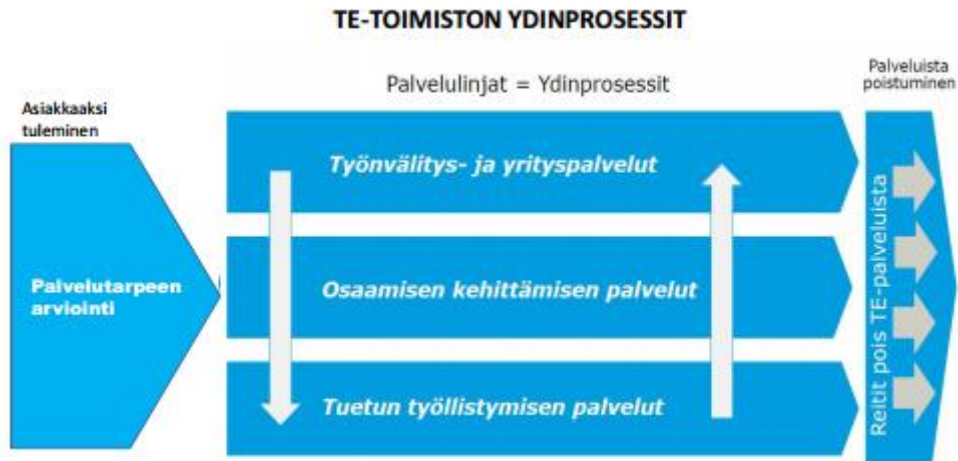 TE-TOIMISTON YDINPROSESSIT
Palvelulinjat = Ydinprosessit
Palveluista
poistuminen
Asiakkaaksi
tuleminen
Palvelutarpeen
arviointi
Työnvälitys- ja yrityspalvelut
Osaamisen kehittämisen palvelut
Tuetun työllistymisen palvelut
Reitit pois TE-palveluista